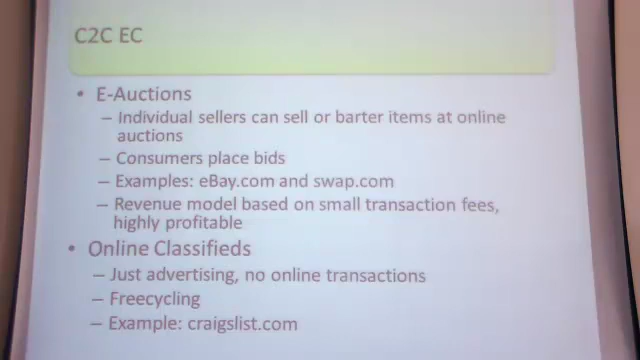 C2C EC
• E-Auctions
– Individual sellers can sell or barter items at online
auctions
– Consumers place bids
– Examples: eBay.com and swap.com
– Revenue model based on small transaction fees,
highly profitable
• Online Classifieds
– Just advertising, no online transactions
– Freecycling
– Example: craigslist.com